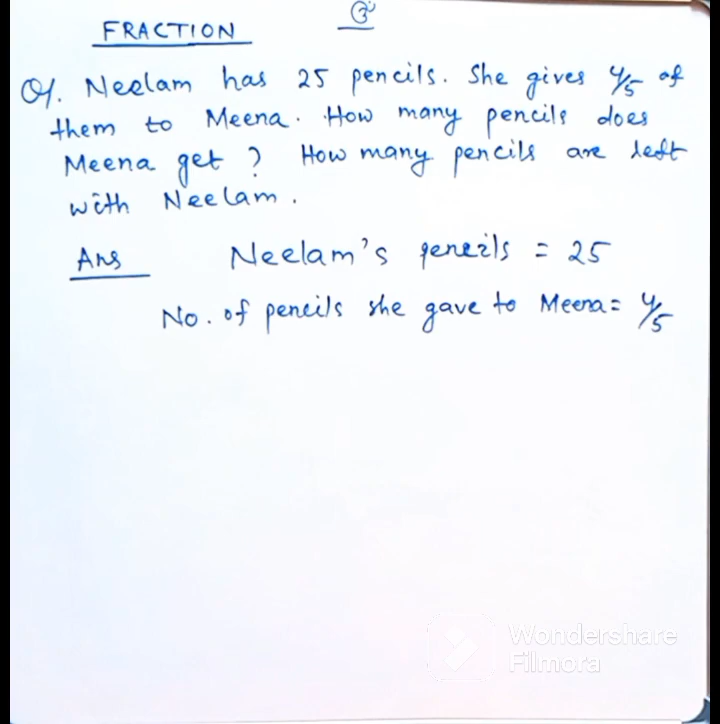 ॐ
FRACTION
Q1. Neelam has 25 pencils. She gives 4/5 of
them to Meena. How many pencils does
Meena get ? How many pencils are left
with Neelam.
Ans Neelam's pencils = 25
No. of pencils she gave to Meena = 4/5
Wondershare
Filmora